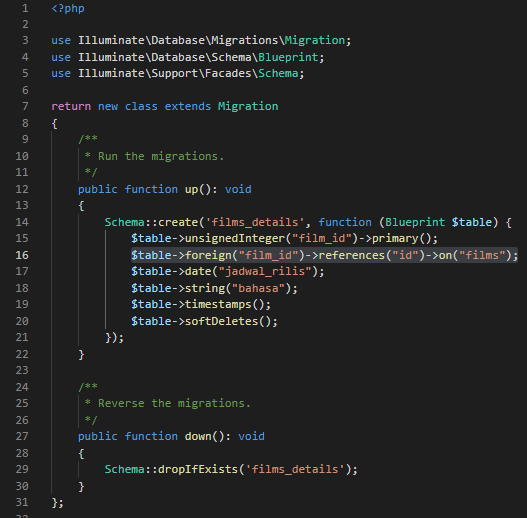 1 <?php
2
3 use Illuminate\Database\Migrations\Migration;
4 use Illuminate\Database\Schema\Blueprint;
5 use Illuminate\Support\Facades\Schema;
6
7 return new class extends Migration
8 {
9     /**
10      * Run the migrations.
11      */
12     public function up(): void
13     {
14         Schema::create('films_details', function (Blueprint $table) {
15             $table->unsignedInteger("film_id")->primary();
16             $table->foreign("film_id")->references("id")->on("films");
17             $table->date("jadwal_rilis");
18             $table->string("bahasa");
19             $table->timestamps();
20             $table->softDeletes();
21         });
22     }
23
24     /**
25      * Reverse the migrations.
26      */
27     public function down(): void
28     {
29         Schema::dropIfExists('films_details');
30     }
31 };
32